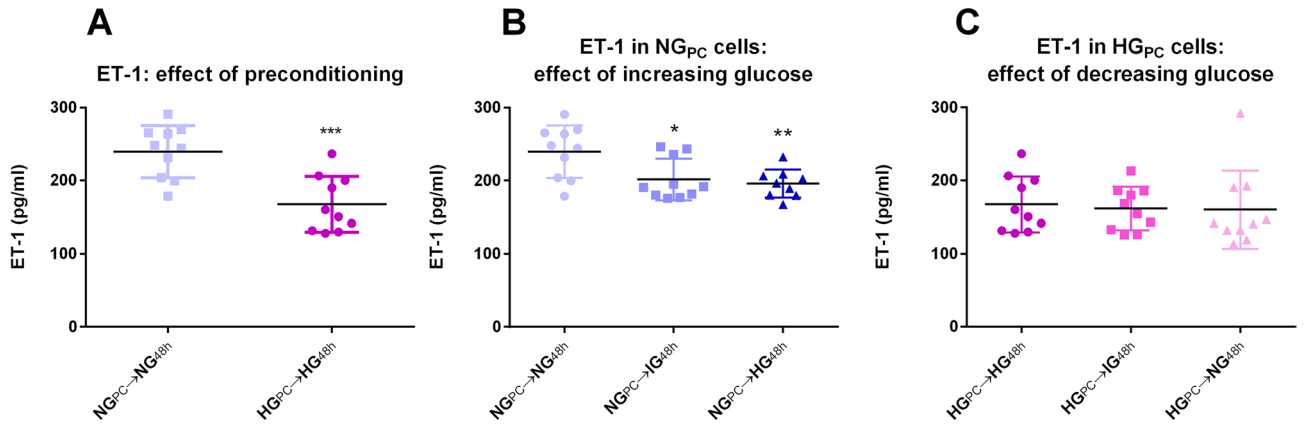 A
ET-1: effect of preconditioning
ET-1 (pg/ml)
300
200
100
0
***
NGPC→NG48h
HGPC→HG48h
B
ET-1 in NGPC cells:
effect of increasing glucose
ET-1 (pg/ml)
300
200
100
0
*
**
NGPC→NG48h
NGPC→IG48h
NGPC→HG48h
C
ET-1 in HGPC cells:
effect of decreasing glucose
ET-1 (pg/ml)
300
200
100
0
HGPC→HG48h
HGPC→IG48h
HGPC→NG48h